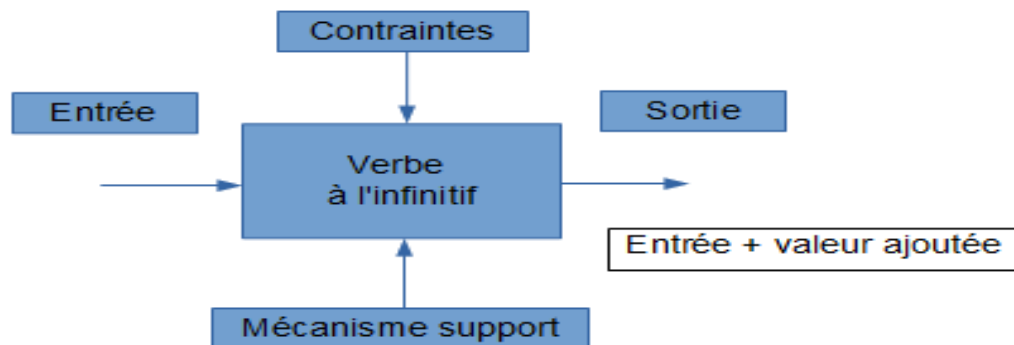 Contraintes
Entrée
Sortie
Verbe
à l'infinitif
Entrée + valeur ajoutée
Mécanisme support